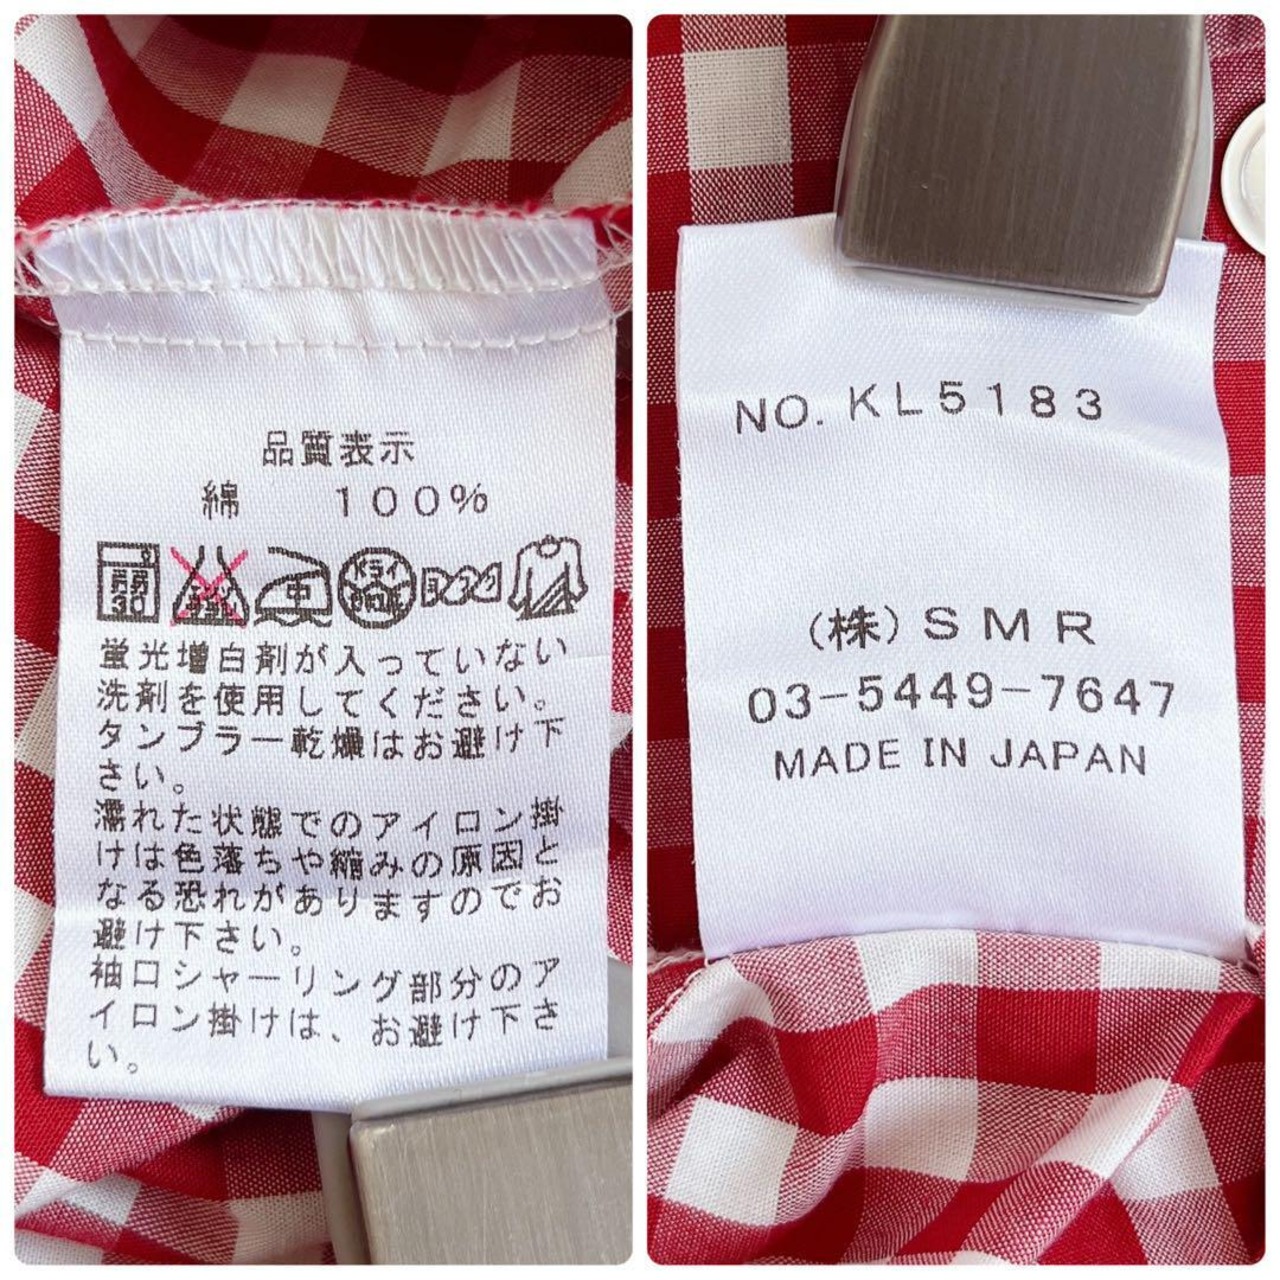 品質表示
綿 100%
30
中
ドライ
蛍光増白剤が入っていない
洗剤を使用してください。
タンブラー乾燥はお避け下
さい。
濡れた状態でのアイロン掛
けは色落ちや縮みの原因と
なる恐れがありますのでお
避け下さい。
袖口シャーリング部分のア
イロン掛けは、お避け下さ
い。
NO. KL5183
(株) SMR
03-5449-7647
MADE IN JAPAN